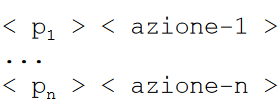 < p₁ > < azione-1 >
...
< pₙ > < azione-n >